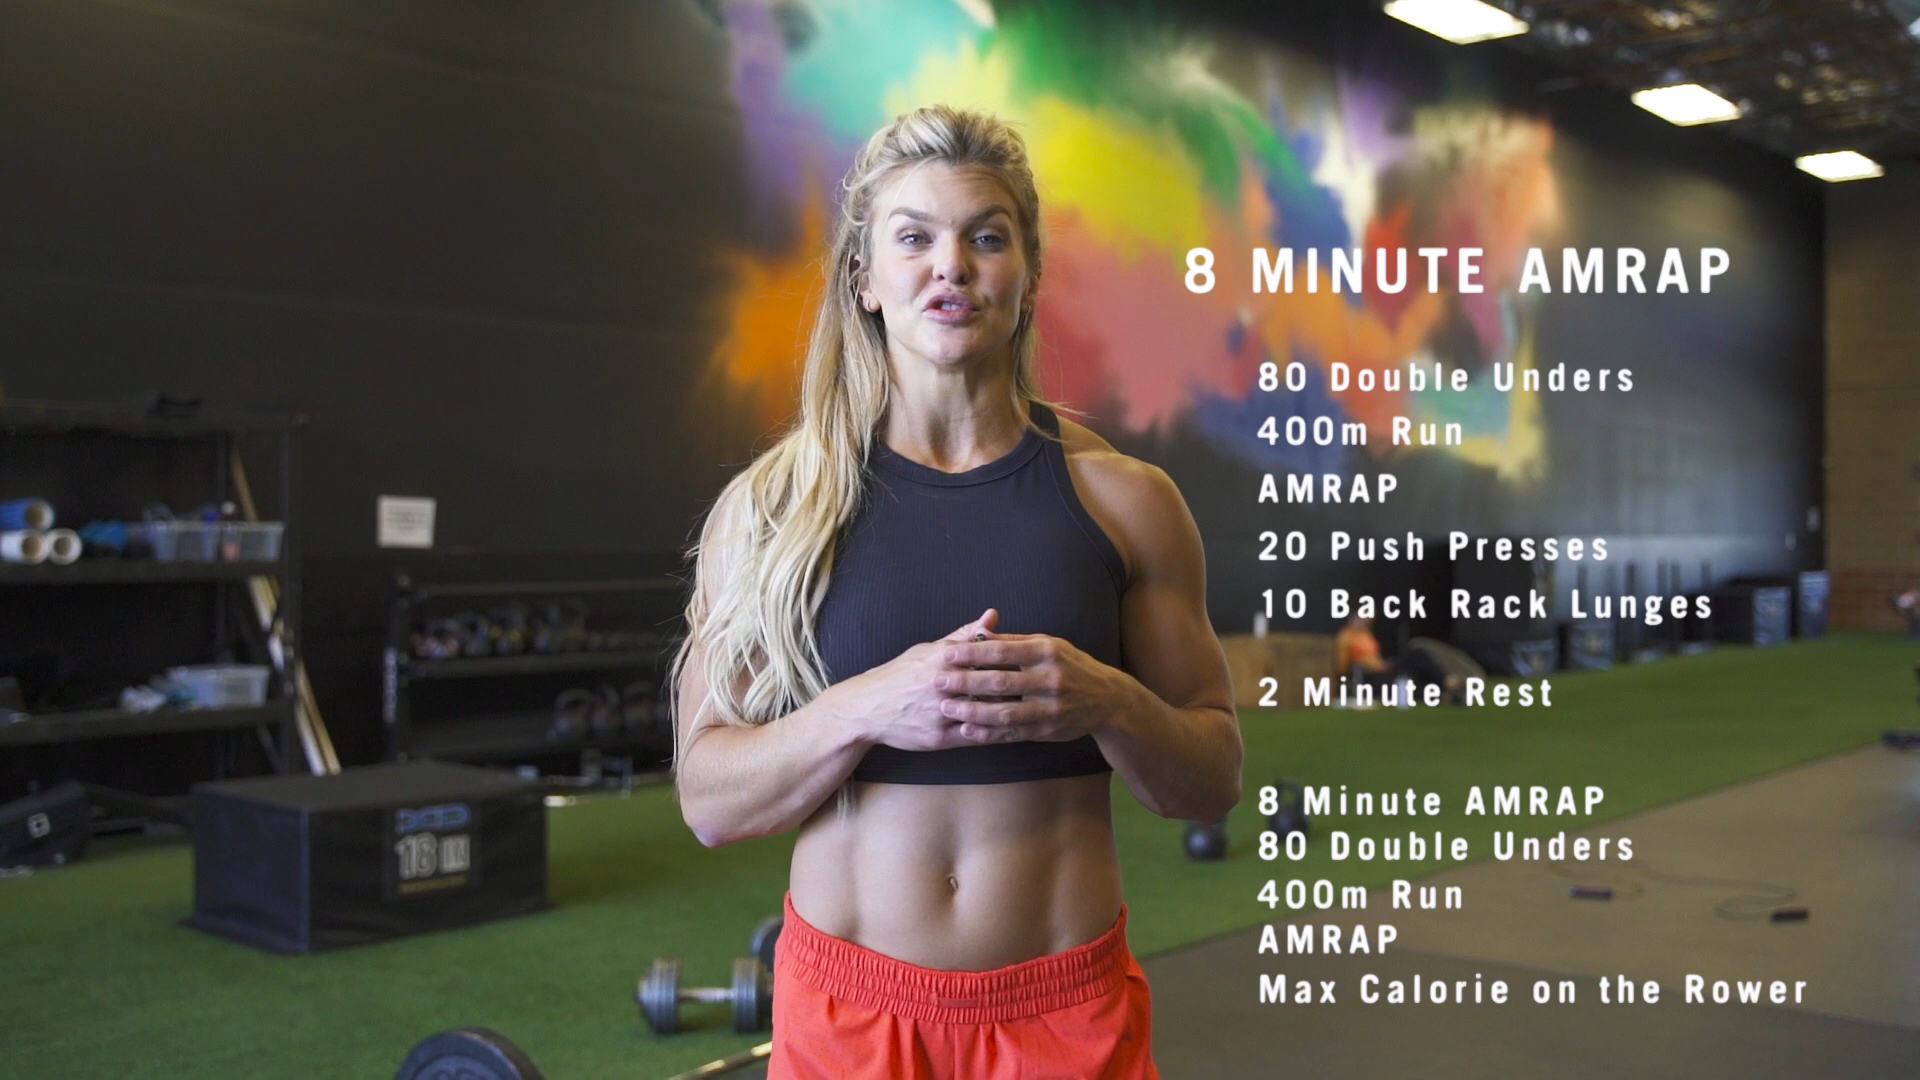 8 MINUTE AMRAP
80 Double Unders
400m Run
AMRAP
20 Push Presses
10 Back Rack Lunges
2 Minute Rest
8 Minute AMRAP
80 Double Unders
400m Run
AMRAP
Max Calorie on the Rower
18 IN